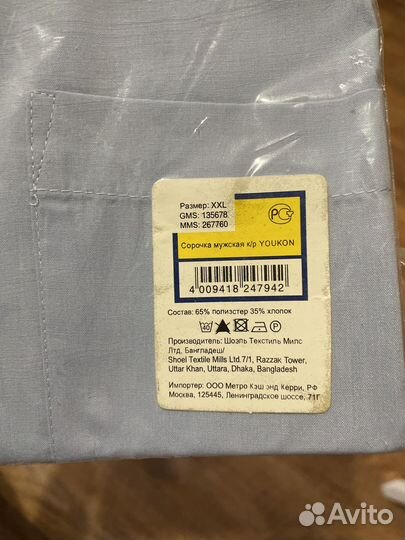 Размер: XXL
GMS: 135678
MMS: 267760
Сорочка мужская к/р YOUKON
4 009418 247942
Состав: 65% полиэстер 35% хлопок
40
Производитель: Шоэль Текстиль Милс
Лтд, Бангладеш/
Shoel Textile Mills Ltd.7/1, Razzak Tower,
Uttar Khan, Uttara, Dhaka, Bangladesh
Импортер: ООО Метро Кэш энд Керри, РФ
Москва, 125445, Ленинградское шоссе, 71Г
Avito